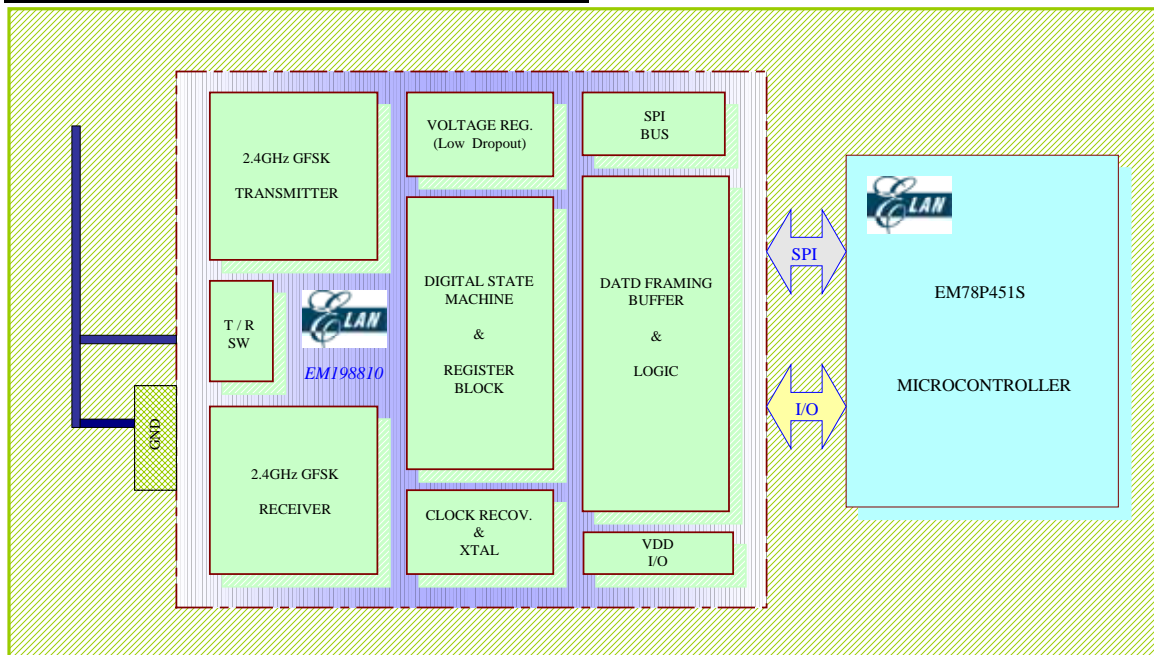 2.4GHz GFSK
TRANSMITTER
VOLTAGE REG.
(Low Dropout)
SPI
BUS
T / R
SW
ELAN
EM198810
DIGITAL STATE
MACHINE
&
REGISTER
BLOCK
DATD FRAMING
BUFFER
&
LOGIC
GND
2.4GHz GFSK
RECEIVER
CLOCK RECOV.
&
XTAL
VDD
I/O
SPI
I/O
ELAN
EM78P451S
MICROCONTROLLER